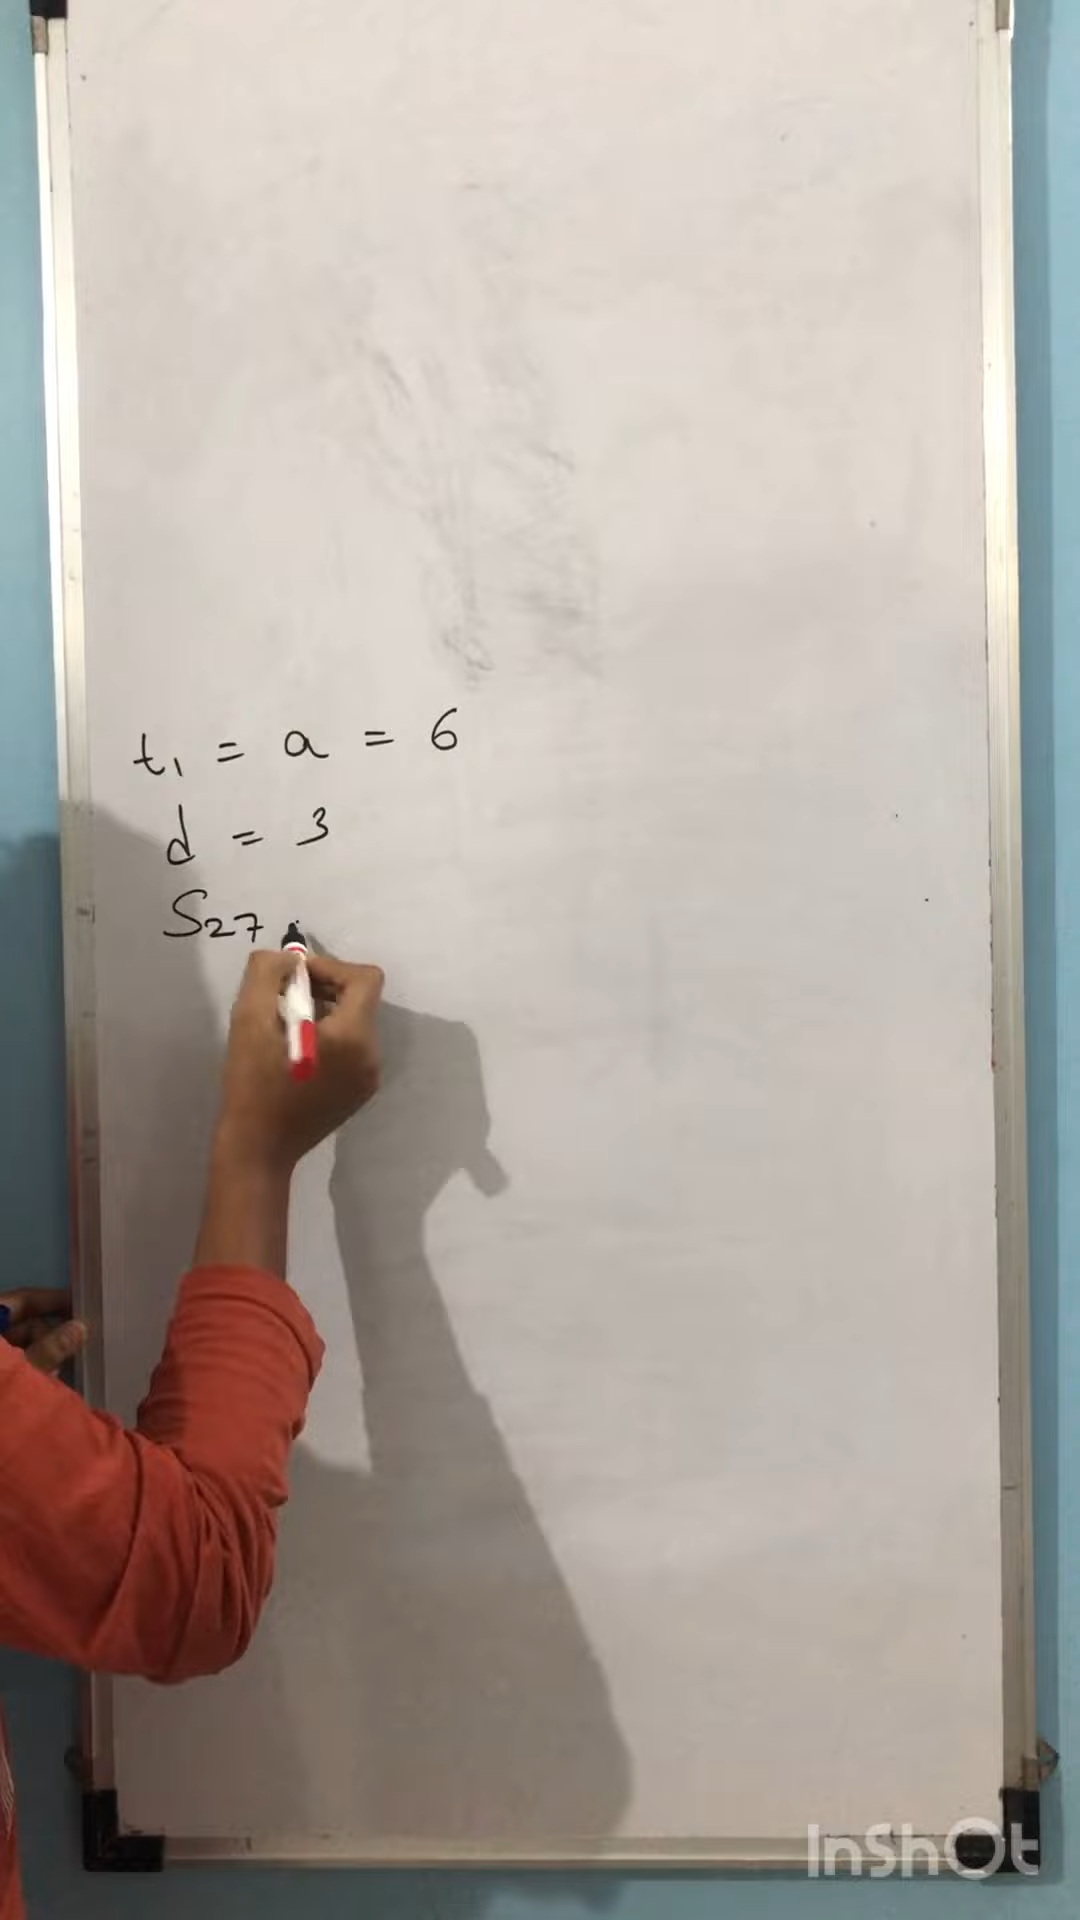 t₁ = a = 6
d = 3
S₂₇
InShOt